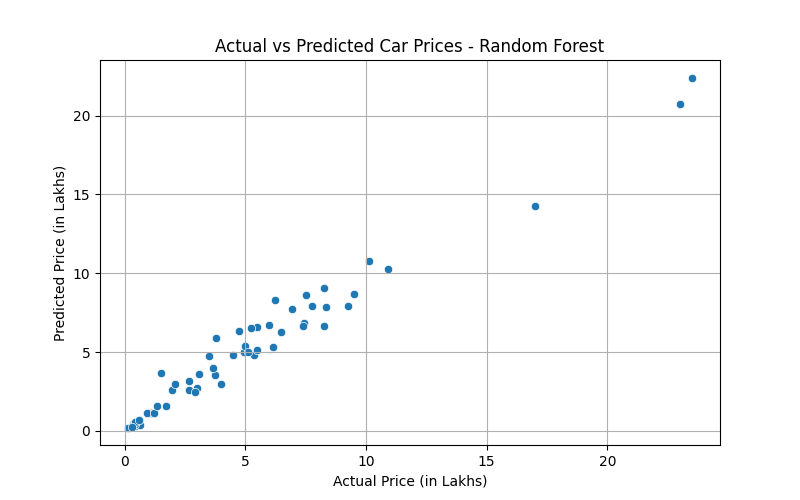 Actual vs Predicted Car Prices - Random Forest
Predicted Price (in Lakhs)
20
15
10
5
0
0 5 10 15 20
Actual Price (in Lakhs)